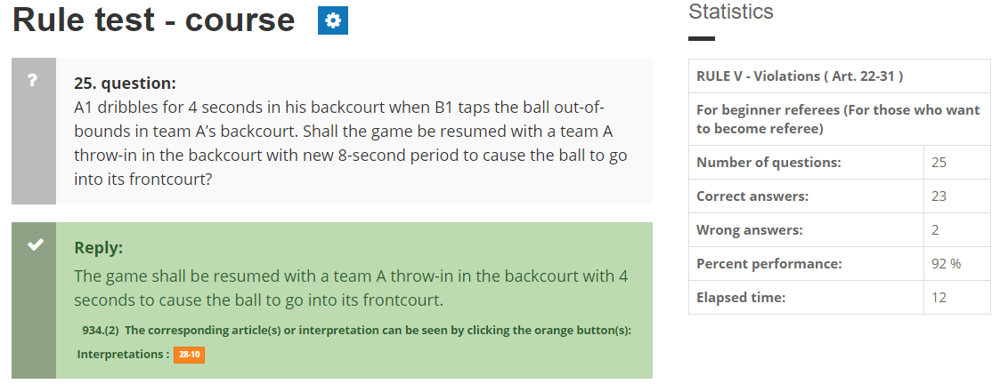 Rule test - course
?
25. question:
A1 dribbles for 4 seconds in his backcourt when B1 taps the ball out-of-
bounds in team A’s backcourt. Shall the game be resumed with a team A
throw-in in the backcourt with new 8-second period to cause the ball to go
into its frontcourt?
Reply:
The game shall be resumed with a team A throw-in in the backcourt with 4
seconds to cause the ball to go into its frontcourt.
934.(2) The corresponding article(s) or interpretation can be seen by clicking the orange button(s):
Interpretations : 28-10
Statistics
RULE V - Violations ( Art. 22-31 )
For beginner referees (For those who want
to become referee)
Number of questions: 25
Correct answers: 23
Wrong answers: 2
Percent performance: 92 %
Elapsed time: 12